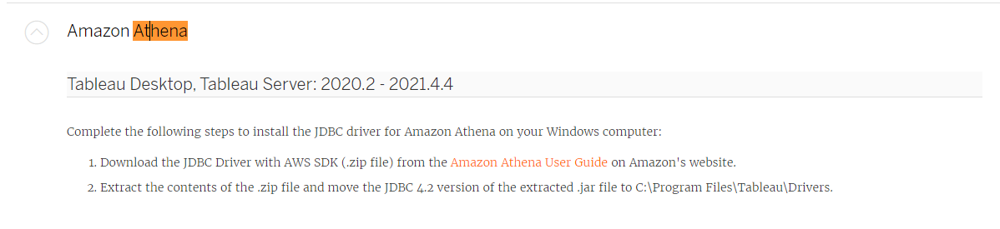 Amazon Athena
Tableau Desktop, Tableau Server: 2020.2 - 2021.4.4
Complete the following steps to install the JDBC driver for Amazon Athena on your Windows computer:
1. Download the JDBC Driver with AWS SDK (.zip file) from the Amazon Athena User Guide on Amazon's website.
2. Extract the contents of the .zip file and move the JDBC 4.2 version of the extracted .jar file to C:\Program Files\Tableau\Drivers.